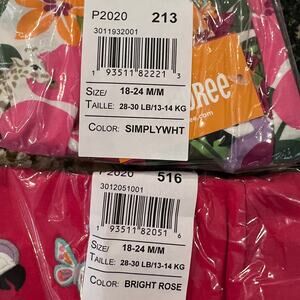 P2020 213
3011932001
1 93511 82221 3
SIZE/ 18-24 M/M
TAILLE: 28-30 LB/13-14 KG
COLOR: SIMPLYWHT
Ree
e.com
P2020 516
3012051001
1 93511 82051 6
SIZE/ 18-24 M/M
TAILLE: 28-30 LB/13-14 KG
COLOR: BRIGHT ROSE